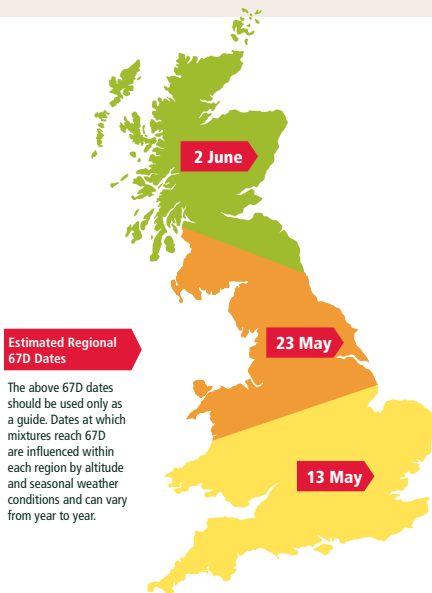 2 June
23 May
Estimated Regional
67D Dates
The above 67D dates
should be used only as
a guide. Dates at which
mixtures reach 67D
are influenced within
each region by altitude
and seasonal weather
conditions and can vary
from year to year.
13 May